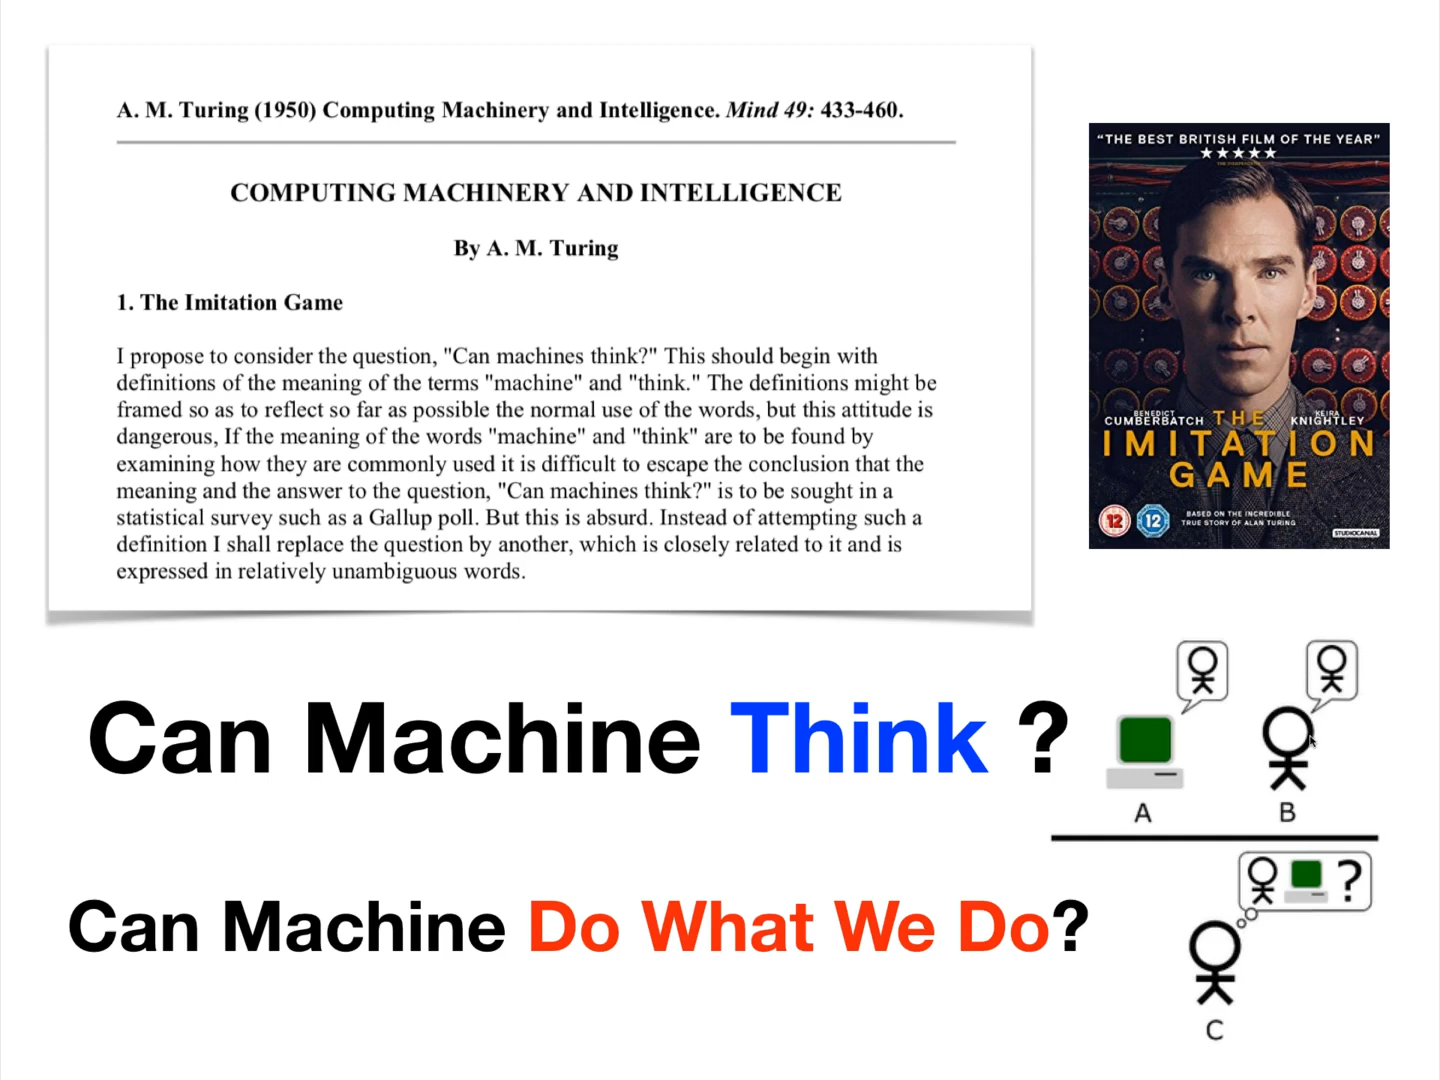 A. M. Turing (1950) Computing Machinery and Intelligence. Mind 49: 433-460.
COMPUTING MACHINERY AND INTELLIGENCE
By A. M. Turing
1. The Imitation Game
I propose to consider the question, "Can machines think?" This should begin with
definitions of the meaning of the terms "machine" and "think." The definitions might be
framed so as to reflect so far as possible the normal use of the words, but this attitude is
dangerous, If the meaning of the words "machine" and "think" are to be found by
examining how they are commonly used it is difficult to escape the conclusion that the
meaning and the answer to the question, "Can machines think?" is to be sought in a
statistical survey such as a Gallup poll. But this is absurd. Instead of attempting such a
definition I shall replace the question by another, which is closely related to it and is
expressed in relatively unambiguous words.
“THE BEST BRITISH FILM OF THE YEAR”
BENEDICT
CUMBERBATCH
KEIRA
KNIGHTLEY
THE
IMITATION
GAME
12
12
BASED ON THE INCREDIBLE
TRUE STORY OF ALAN TURING
STUDIOCANAL
Can Machine Think ?
Can Machine Do What We Do?
A
B
?
C